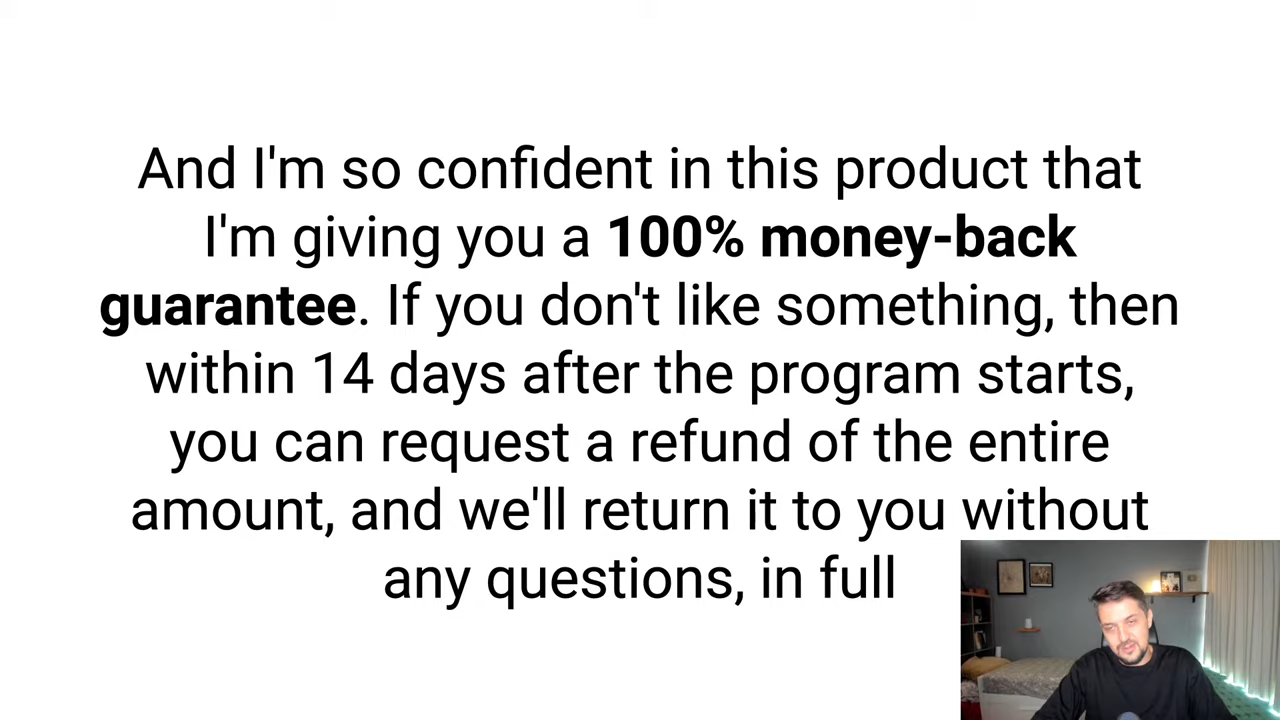 And I'm so confident in this product that
I'm giving you a 100% money-back
guarantee. If you don't like something, then
within 14 days after the program starts,
you can request a refund of the entire
amount, and we'll return it to you without
any questions, in full